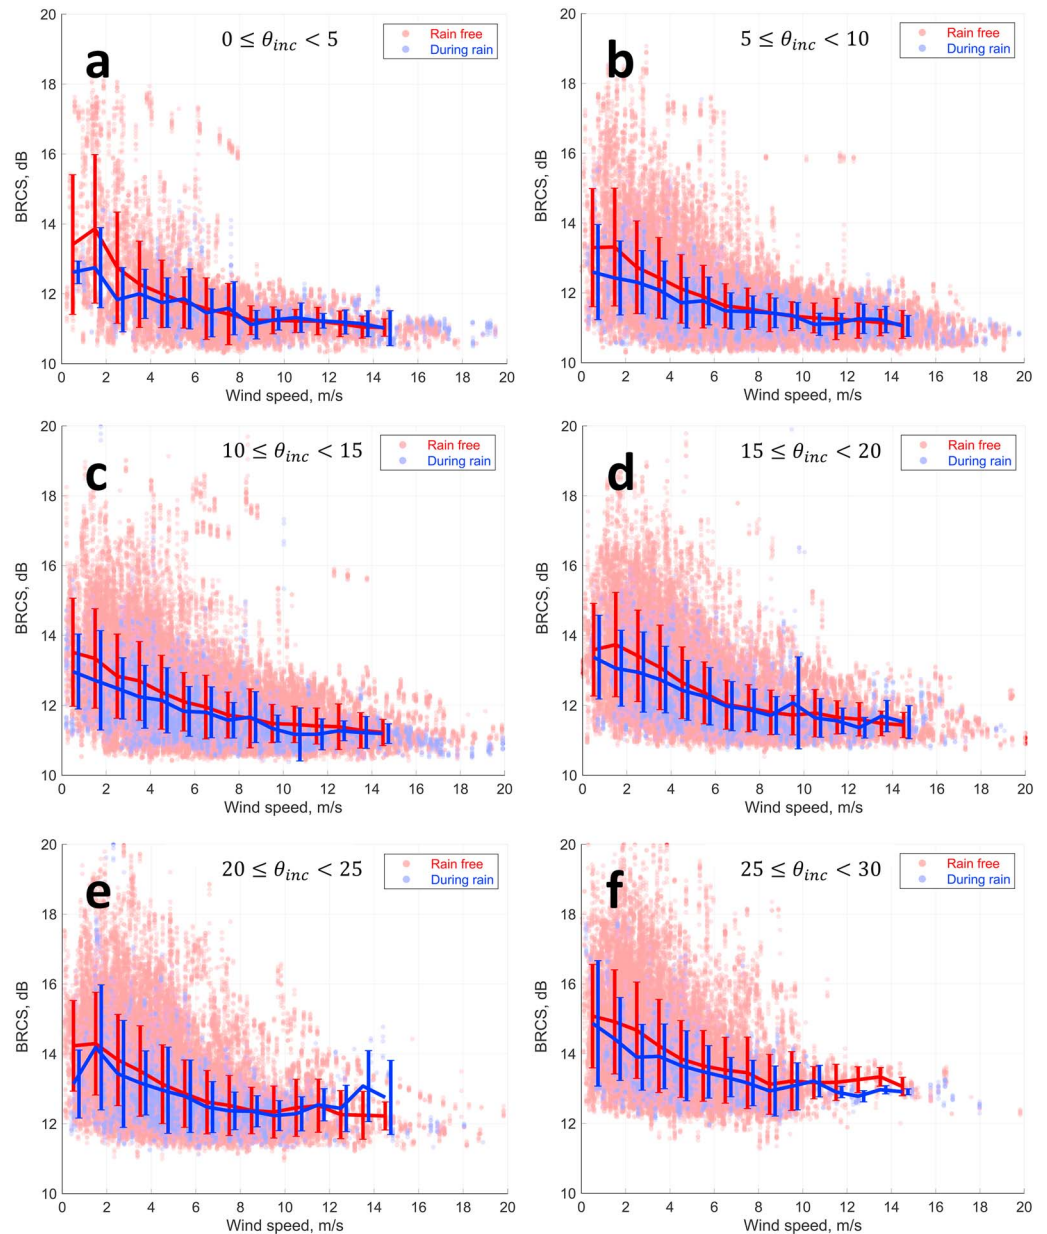 a
0 ≤ θinc < 5
Rain free
During rain
20
18
16
14
12
10
BRCS, dB
0 2 4 6 8 10 12 14 16 18 20
Wind speed, m/s
b
5 ≤ θinc < 10
Rain free
During rain
20
18
16
14
12
10
BRCS, dB
0 2 4 6 8 10 12 14 16 18 20
Wind speed, m/s
c
10 ≤ θinc < 15
Rain free
During rain
20
18
16
14
12
10
BRCS, dB
0 2 4 6 8 10 12 14 16 18 20
Wind speed, m/s
d
15 ≤ θinc < 20
Rain free
During rain
20
18
16
14
12
10
BRCS, dB
0 2 4 6 8 10 12 14 16 18 20
Wind speed, m/s
e
20 ≤ θinc < 25
Rain free
During rain
20
18
16
14
12
10
BRCS, dB
0 2 4 6 8 10 12 14 16 18 20
Wind speed, m/s
f
25 ≤ θinc < 30
Rain free
During rain
20
18
16
14
12
10
BRCS, dB
0 2 4 6 8 10 12 14 16 18 20
Wind speed, m/s